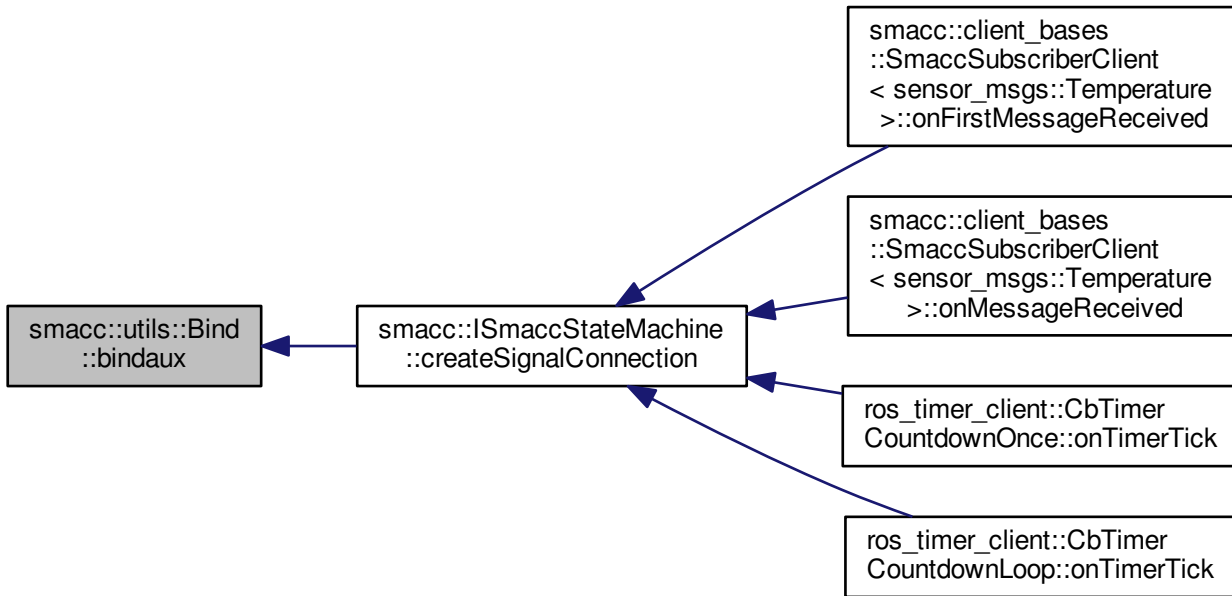 smacc::utils::Bind
::bindaux
smacc::ISmaccStateMachine
::createSignalConnection
smacc::client_bases
::SmaccSubscriberClient
< sensor_msgs::Temperature
>::onFirstMessageReceived
smacc::client_bases
::SmaccSubscriberClient
< sensor_msgs::Temperature
>::onMessageReceived
ros_timer_client::CbTimer
CountdownOnce::onTimerTick
ros_timer_client::CbTimer
CountdownLoop::onTimerTick